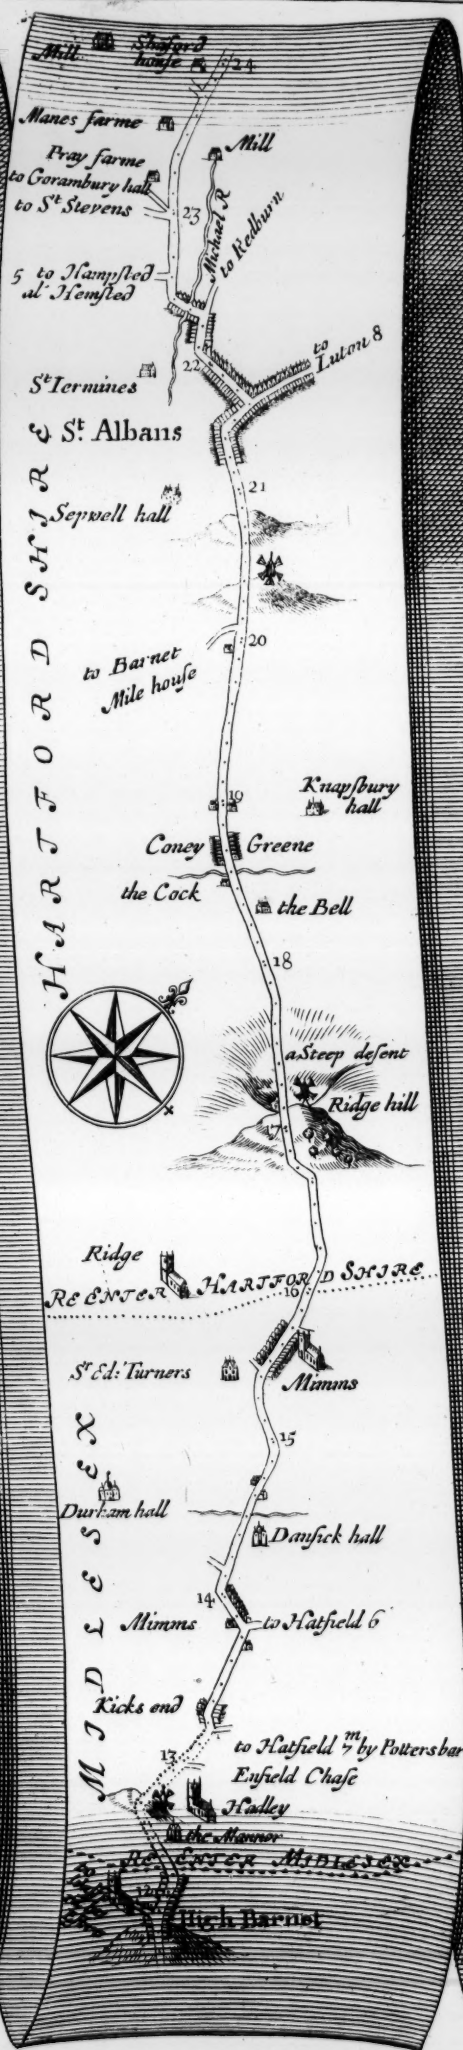 Mill
Shaford
house
24
Manes farme
Mill
Pray farme
to Gorambury hall
to St Stevens
23
Michael R
to Redburn
5 to Hampsted
al' Hemsted
22
to
Luton 8
St Iermines
St. Albans
21
Sepwell hall
20
to Barnet
Mile house
HARTFORD SHIRE
19
Knapsbury
hall
Coney Greene
the Cock
the Bell
18
a Steep desent
Ridge hill
17
Ridge
RE ENTER HARTFORD SHIRE
16
Sr Ed: Turners
Mimms
15
MIDLESEX
Durham hall
Dansick hall
14
Mimms
to Hatfield 6
Kicks end
13
to Hatfield 7m by Pottersbar
Enfield Chase
Hadley
the Mannor
RE ENTER MIDLESEX
12
High Barnet